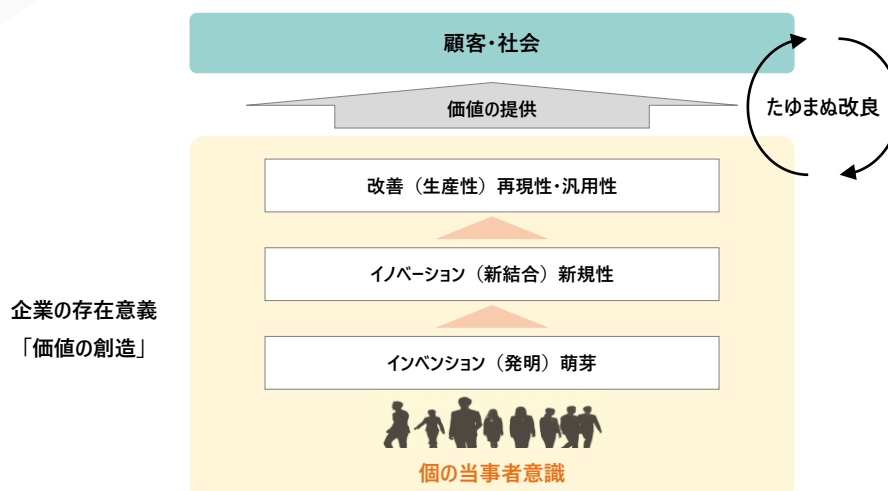 顧客・社会
価値の提供
たゆまぬ改良
改善（生産性）再現性・汎用性
イノベーション（新結合）新規性
企業の存在意義
「価値の創造」
インベンション（発明）萌芽
個の当事者意識